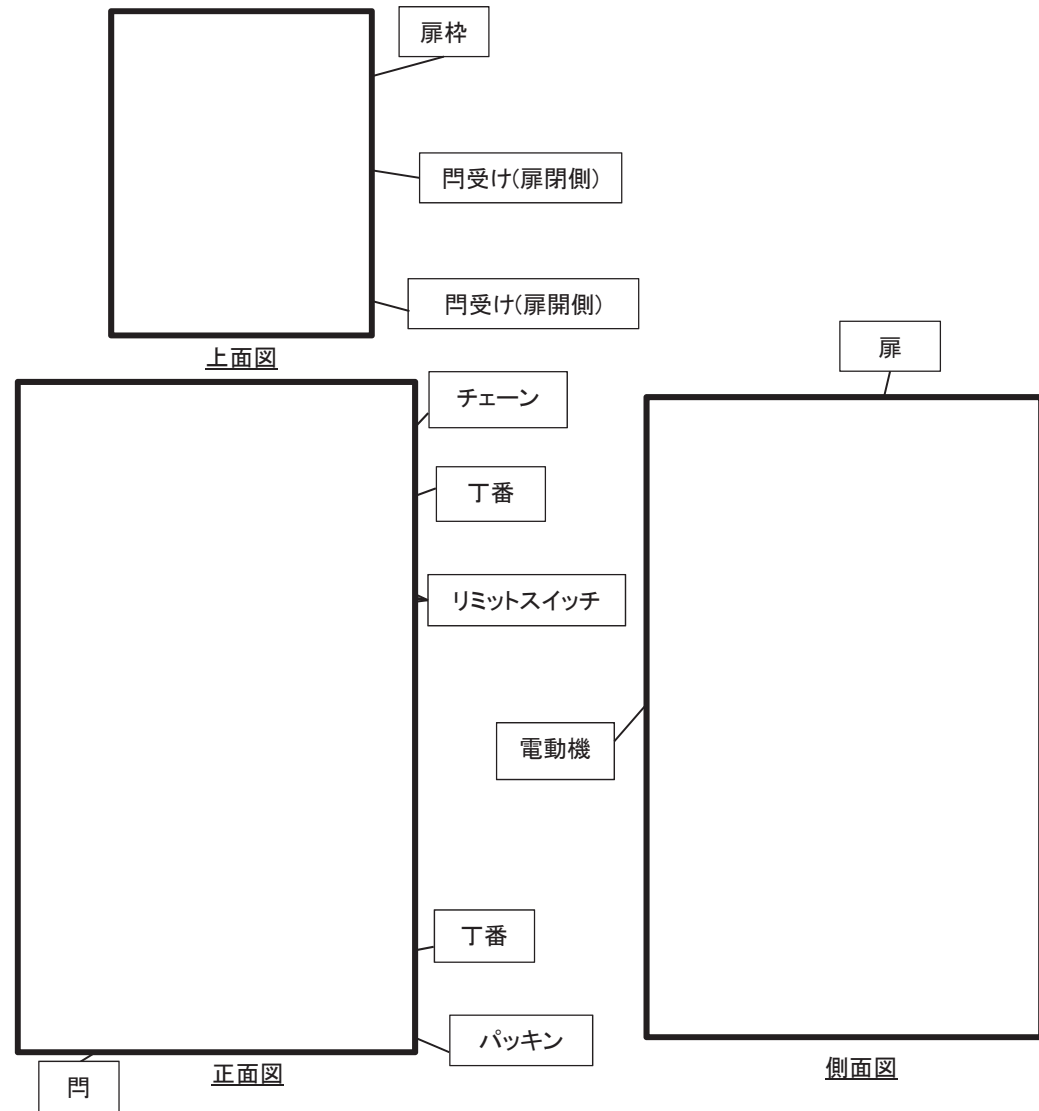 扉枠
閂受け(扉閉側)
閂受け(扉開側)
上面図
扉
チェーン
丁番
リミットスイッチ
電動機
丁番
パッキン
閂
正面図
側面図